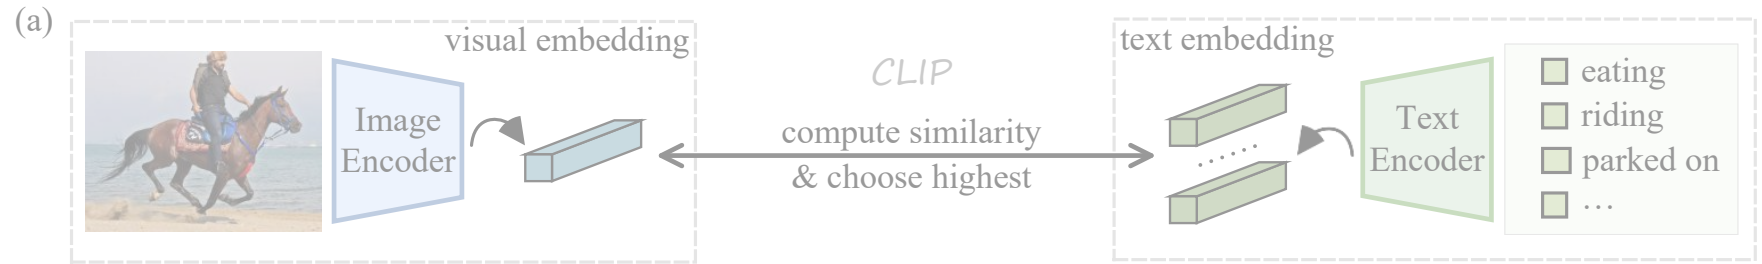 (a)
visual embedding
Image
Encoder
CLIP
compute similarity
& choose highest
text embedding
Text
Encoder
eating
riding
parked on
...